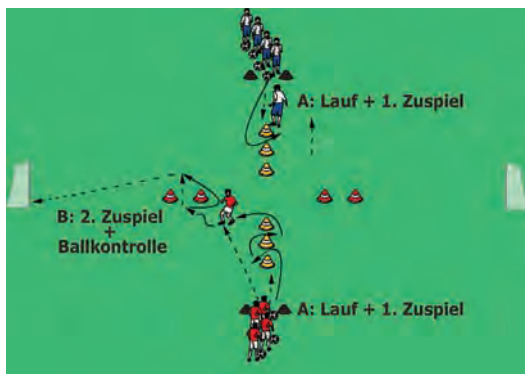 A: Lauf + 1. Zuspiel
B: 2. Zuspiel
+
Ballkontrolle
A: Lauf + 1. Zuspiel